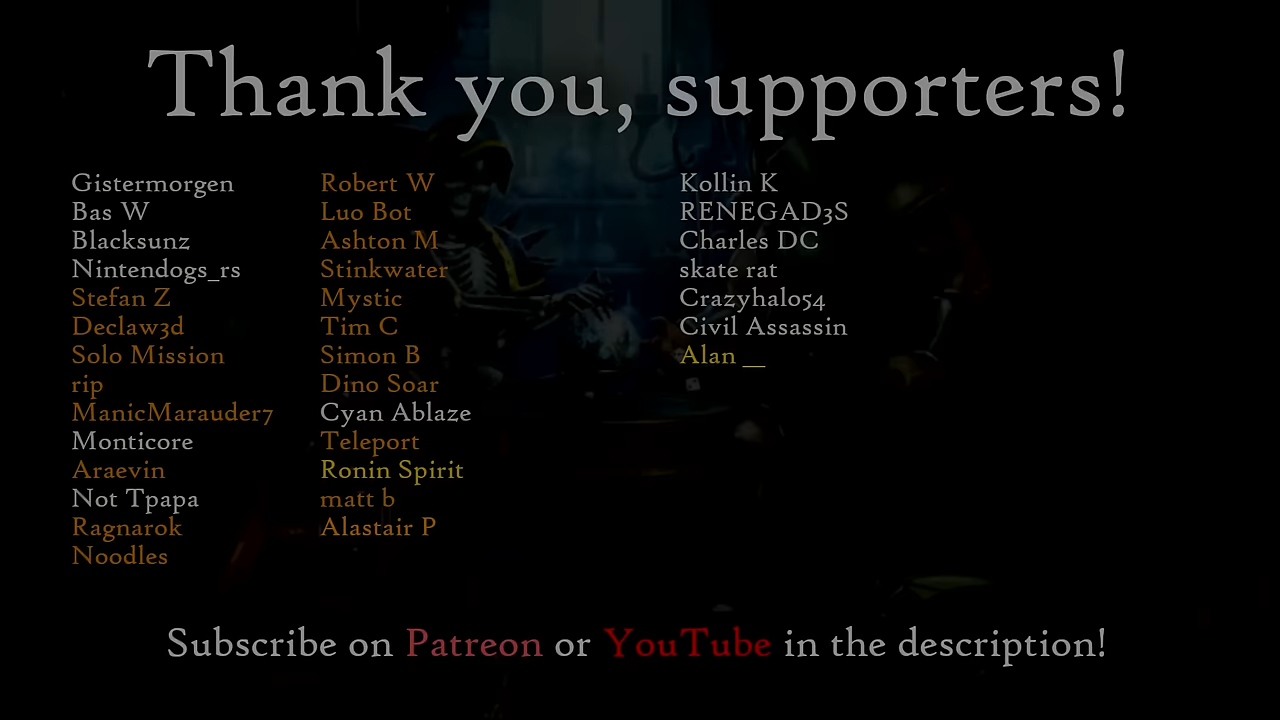 Thank you, supporters!
Gistermorgen
Bas W
Blacksunz
Nintendogs_rs
Stefan Z
Declaw3d
Solo Mission
rip
ManicMarauder7
Monticore
Araevin
Not Tpapa
Ragnarok
Noodles
Robert W
Luo Bot
Ashton M
Stinkwater
Mystic
Tim C
Simon B
Dino Soar
Cyan Ablaze
Teleport
Ronin Spirit
matt b
Alastair P
Kollin K
RENEGAD3S
Charles DC
skate rat
Crazyhalo54
Civil Assassin
Alan __
Subscribe on Patreon or YouTube in the description!